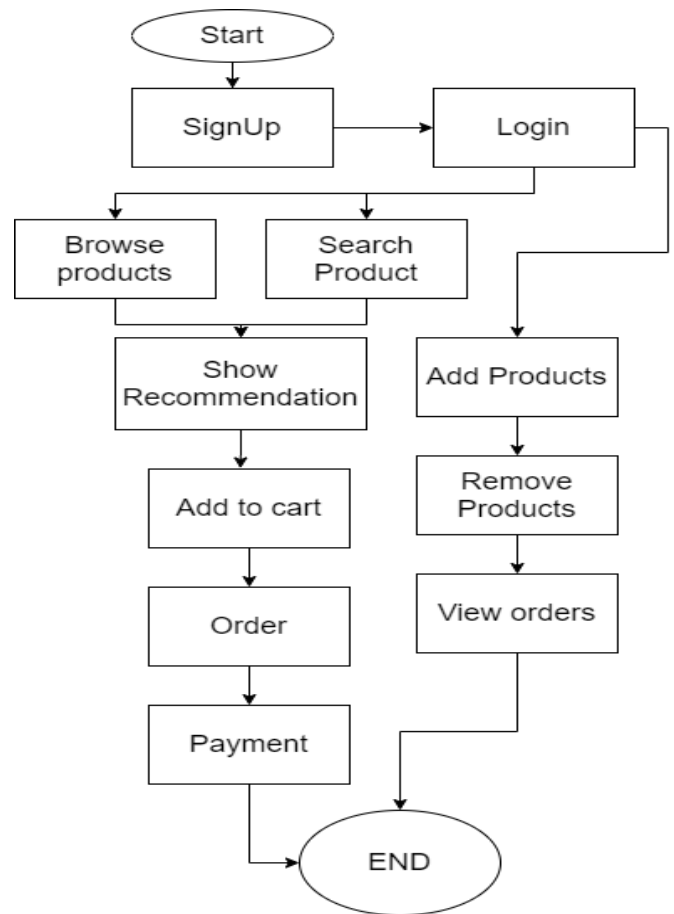 Start
SignUp
Login
Browse
products
Search
Product
Show
Recommendation
Add Products
Add to cart
Remove
Products
Order
View orders
Payment
END